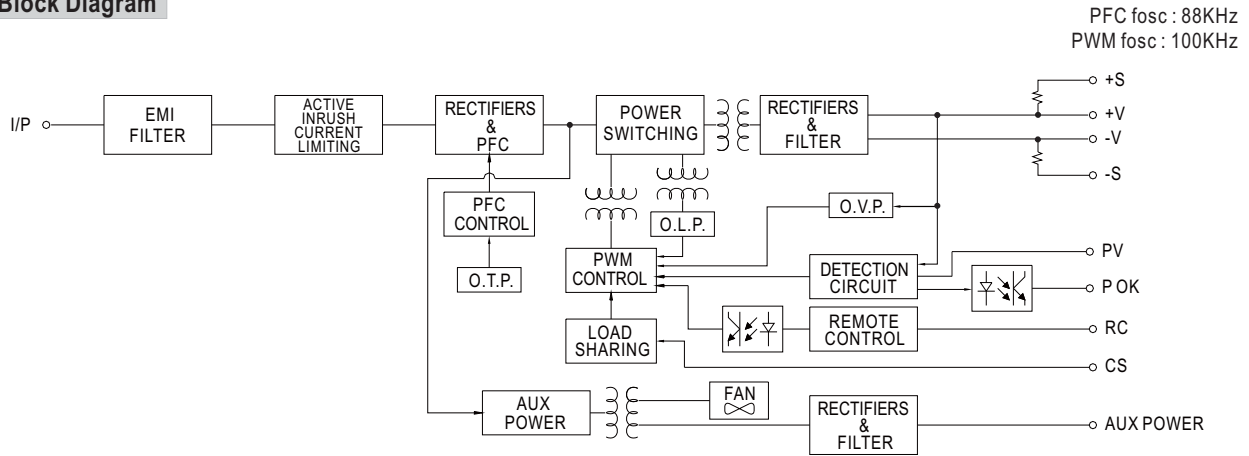 Block Diagram
PFC fosc : 88KHz
PWM fosc : 100KHz
I/P
EMI
FILTER
ACTIVE
INRUSH
CURRENT
LIMITING
RECTIFIERS
&
PFC
POWER
SWITCHING
RECTIFIERS
&
FILTER
+S
+V
-V
-S
PFC
CONTROL
O.L.P.
O.V.P.
O.T.P.
PWM
CONTROL
DETECTION
CIRCUIT
PV
P OK
LOAD
SHARING
REMOTE
CONTROL
RC
CS
AUX
POWER
FAN
RECTIFIERS
&
FILTER
AUX POWER